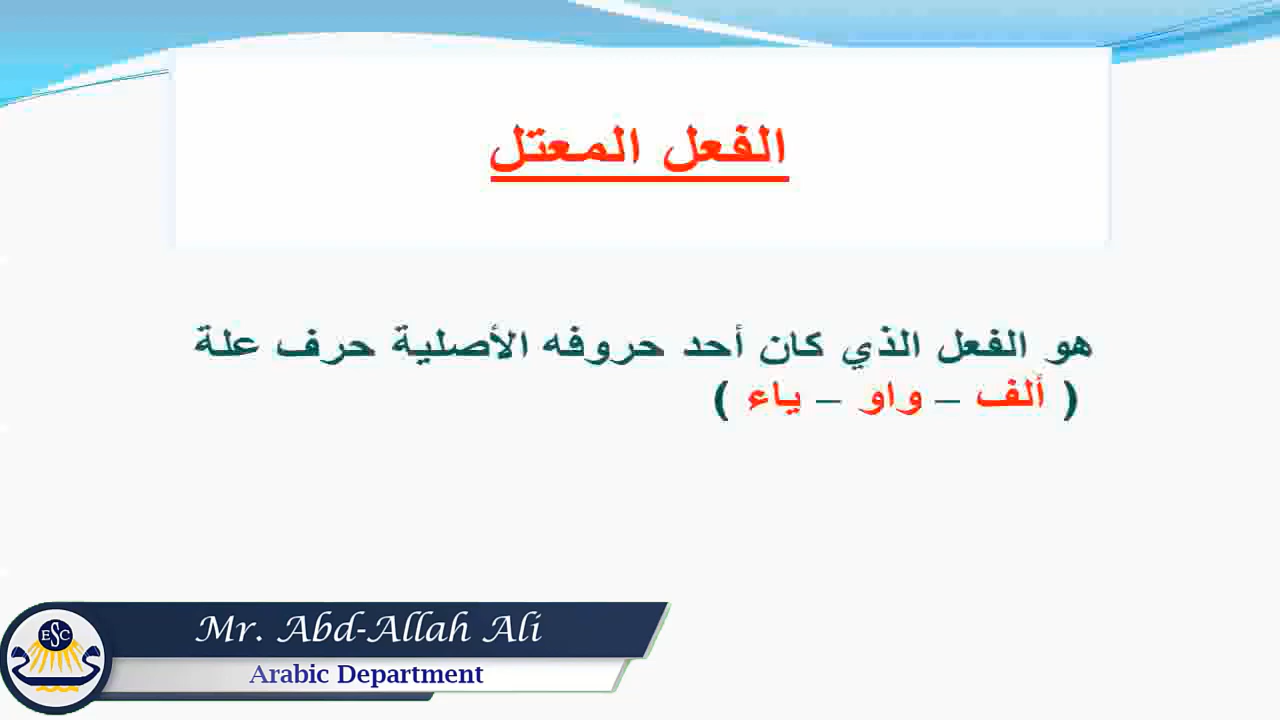 الفعل المعتل
هو الفعل الذي كان أحد حروفه الأصلية حرف علة
( ألف – واو – ياء )
ESC
Mr. Abd-Allah Ali
Arabic Department